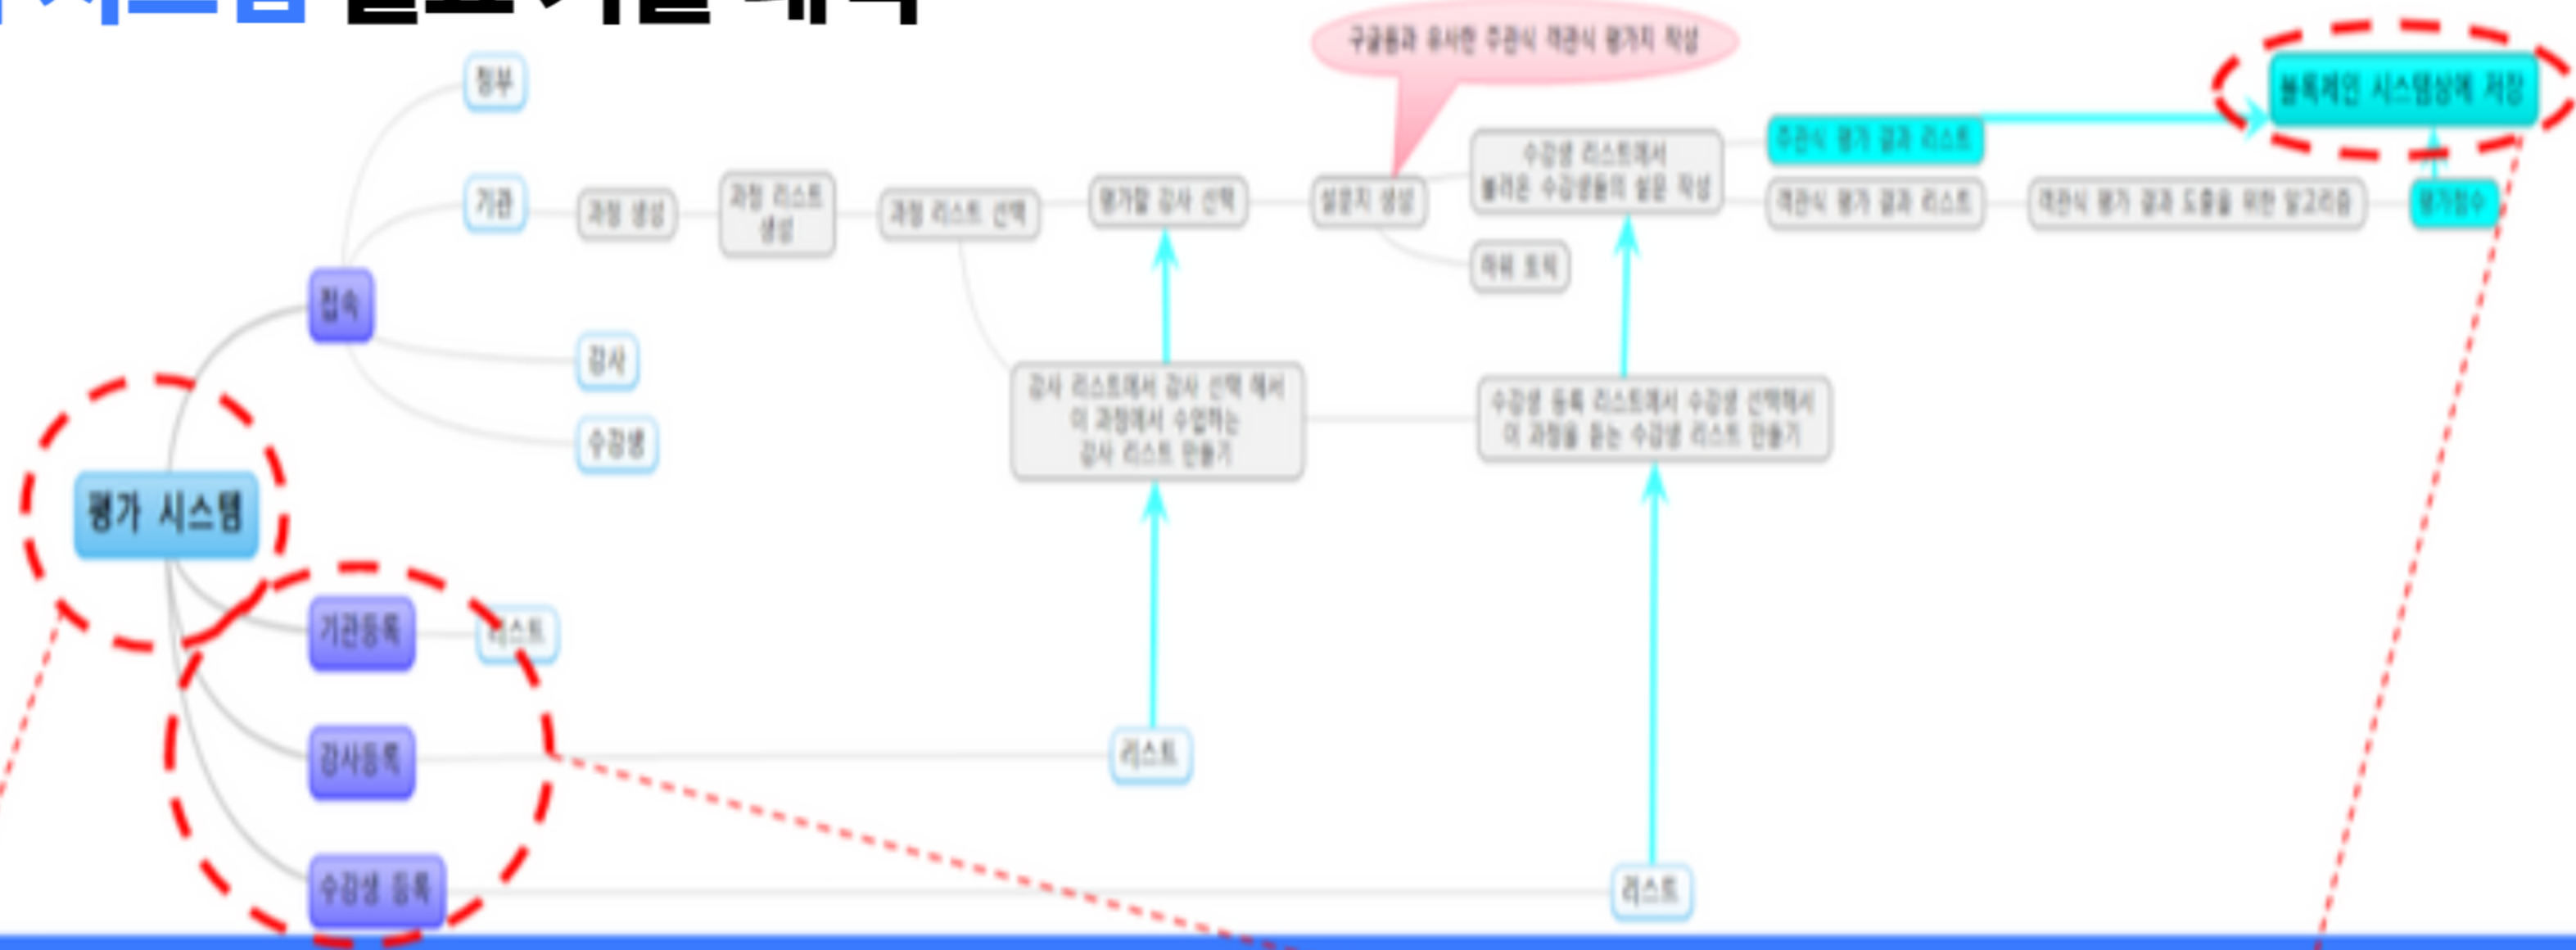 시스템
구글폼과 유사한 주관식 객관식 평가지 작성
블록체인 시스템상에 저장
정부
주관식 평가 결과 리스트
수강생 리스트에서
불러온 수강생들의 설문 작성
기관
과정 생성
과정 리스트
생성
과정 리스트 선택
평가할 강사 선택
설문지 생성
객관식 평가 결과 리스트
객관식 평가 결과 도출을 위한 알고리즘
평가점수
하위 토픽
접속
강사
강사 리스트에서 강사 선택 해서
이 과정에서 수업하는
강사 리스트 만들기
수강생 등록 리스트에서 수강생 선택해서
이 과정을 듣는 수강생 리스트 만들기
수강생
평가 시스템
기관등록
리스트
강사등록
리스트
수강생 등록
리스트